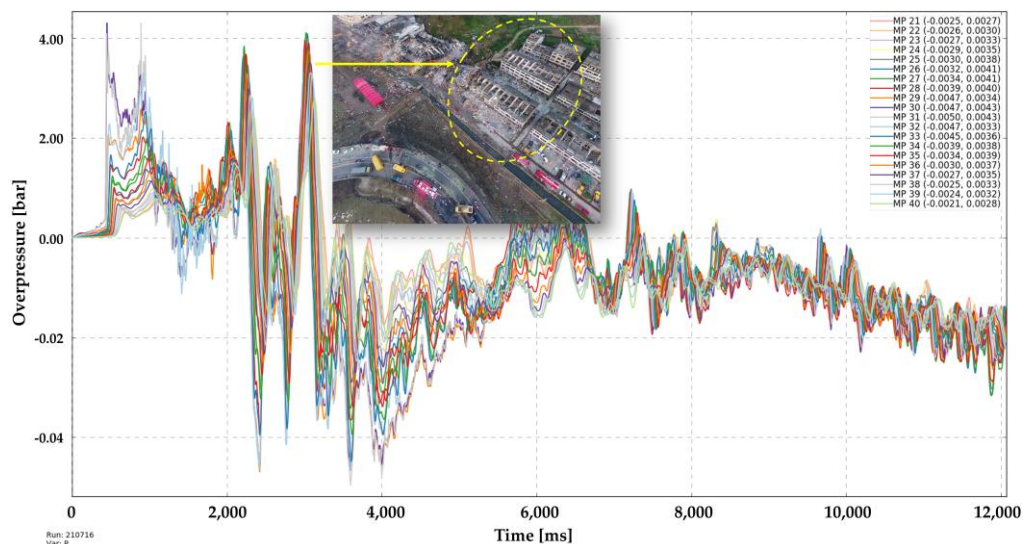 4.00
2.00
0.00
-0.02
-0.04
Overpressure [bar]
0
2,000
4,000
6,000
8,000
10,000
12,000
Time [ms]
MP 21 (-0.0025, 0.0027)
MP 22 (-0.0026, 0.0030)
MP 23 (-0.0027, 0.0033)
MP 24 (-0.0029, 0.0035)
MP 25 (-0.0030, 0.0038)
MP 26 (-0.0032, 0.0041)
MP 27 (-0.0034, 0.0041)
MP 28 (-0.0039, 0.0040)
MP 29 (-0.0047, 0.0034)
MP 30 (-0.0047, 0.0043)
MP 31 (-0.0050, 0.0043)
MP 32 (-0.0047, 0.0033)
MP 33 (-0.0045, 0.0036)
MP 34 (-0.0039, 0.0038)
MP 35 (-0.0034, 0.0039)
MP 36 (-0.0030, 0.0037)
MP 37 (-0.0027, 0.0035)
MP 38 (-0.0025, 0.0033)
MP 39 (-0.0024, 0.0032)
MP 40 (-0.0021, 0.0028)
Run: 210716
Var: P